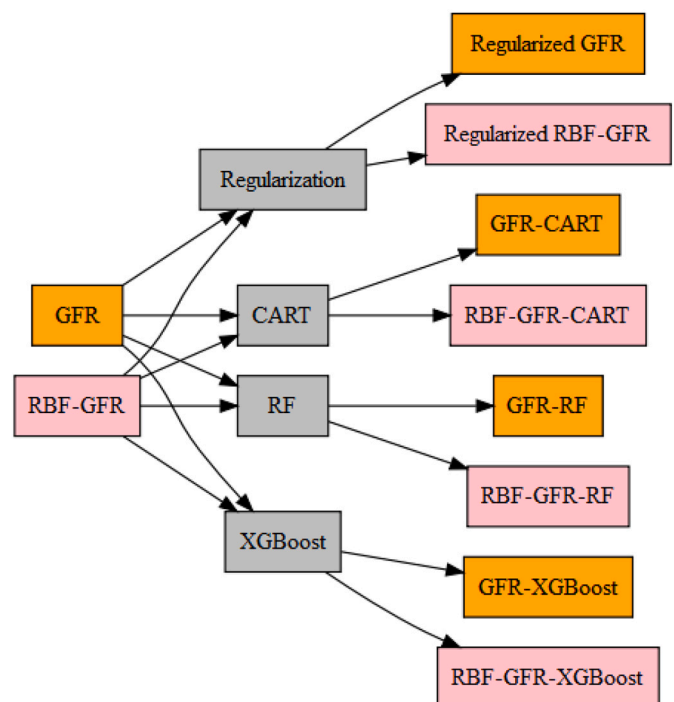 Regularized GFR
Regularized RBF-GFR
Regularization
GFR-CART
GFR
CART
RBF-GFR-CART
RBF-GFR
RF
GFR-RF
RBF-GFR-RF
XGBoost
GFR-XGBoost
RBF-GFR-XGBoost